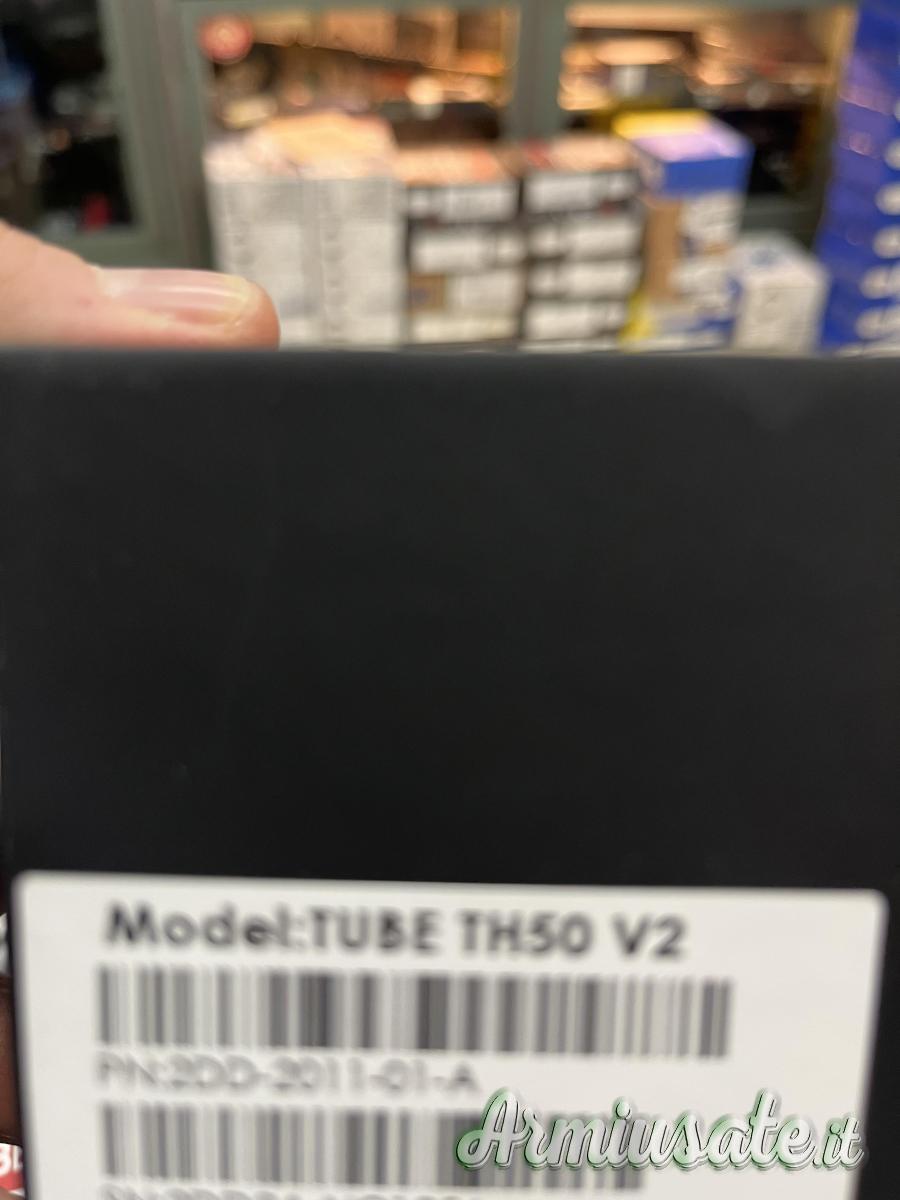 Model:TUBE TH50 V2
PN:2DD-2011-01-A
Armiusate.it